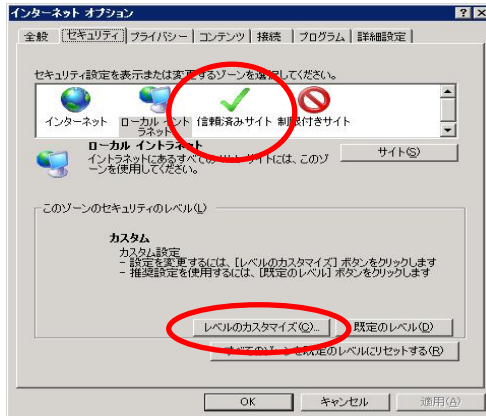 インターネット オプション
全般 セキュリティ プライバシー コンテンツ 接続 プログラム 詳細設定
セキュリティ設定を表示または変更するゾーンを選択してください。
インターネット ローカル イントラネット 信頼済みサイト 制限付きサイト
ローカル イントラネット
イントラネットにあるすべての Web サイトには、このゾ
ーンを使用してください。
サイト(S)
このゾーンのセキュリティのレベル(L)
カスタム
カスタム設定
- 設定を変更するには、[レベルのカスタマイズ] ボタンをクリックします
- 推奨設定を使用するには、[既定のレベル] ボタンをクリックします
レベルのカスタマイズ(C)... 既定のレベル(D)
すべてのゾーンを既定のレベルにリセットする(R)
OK キャンセル 適用(A)